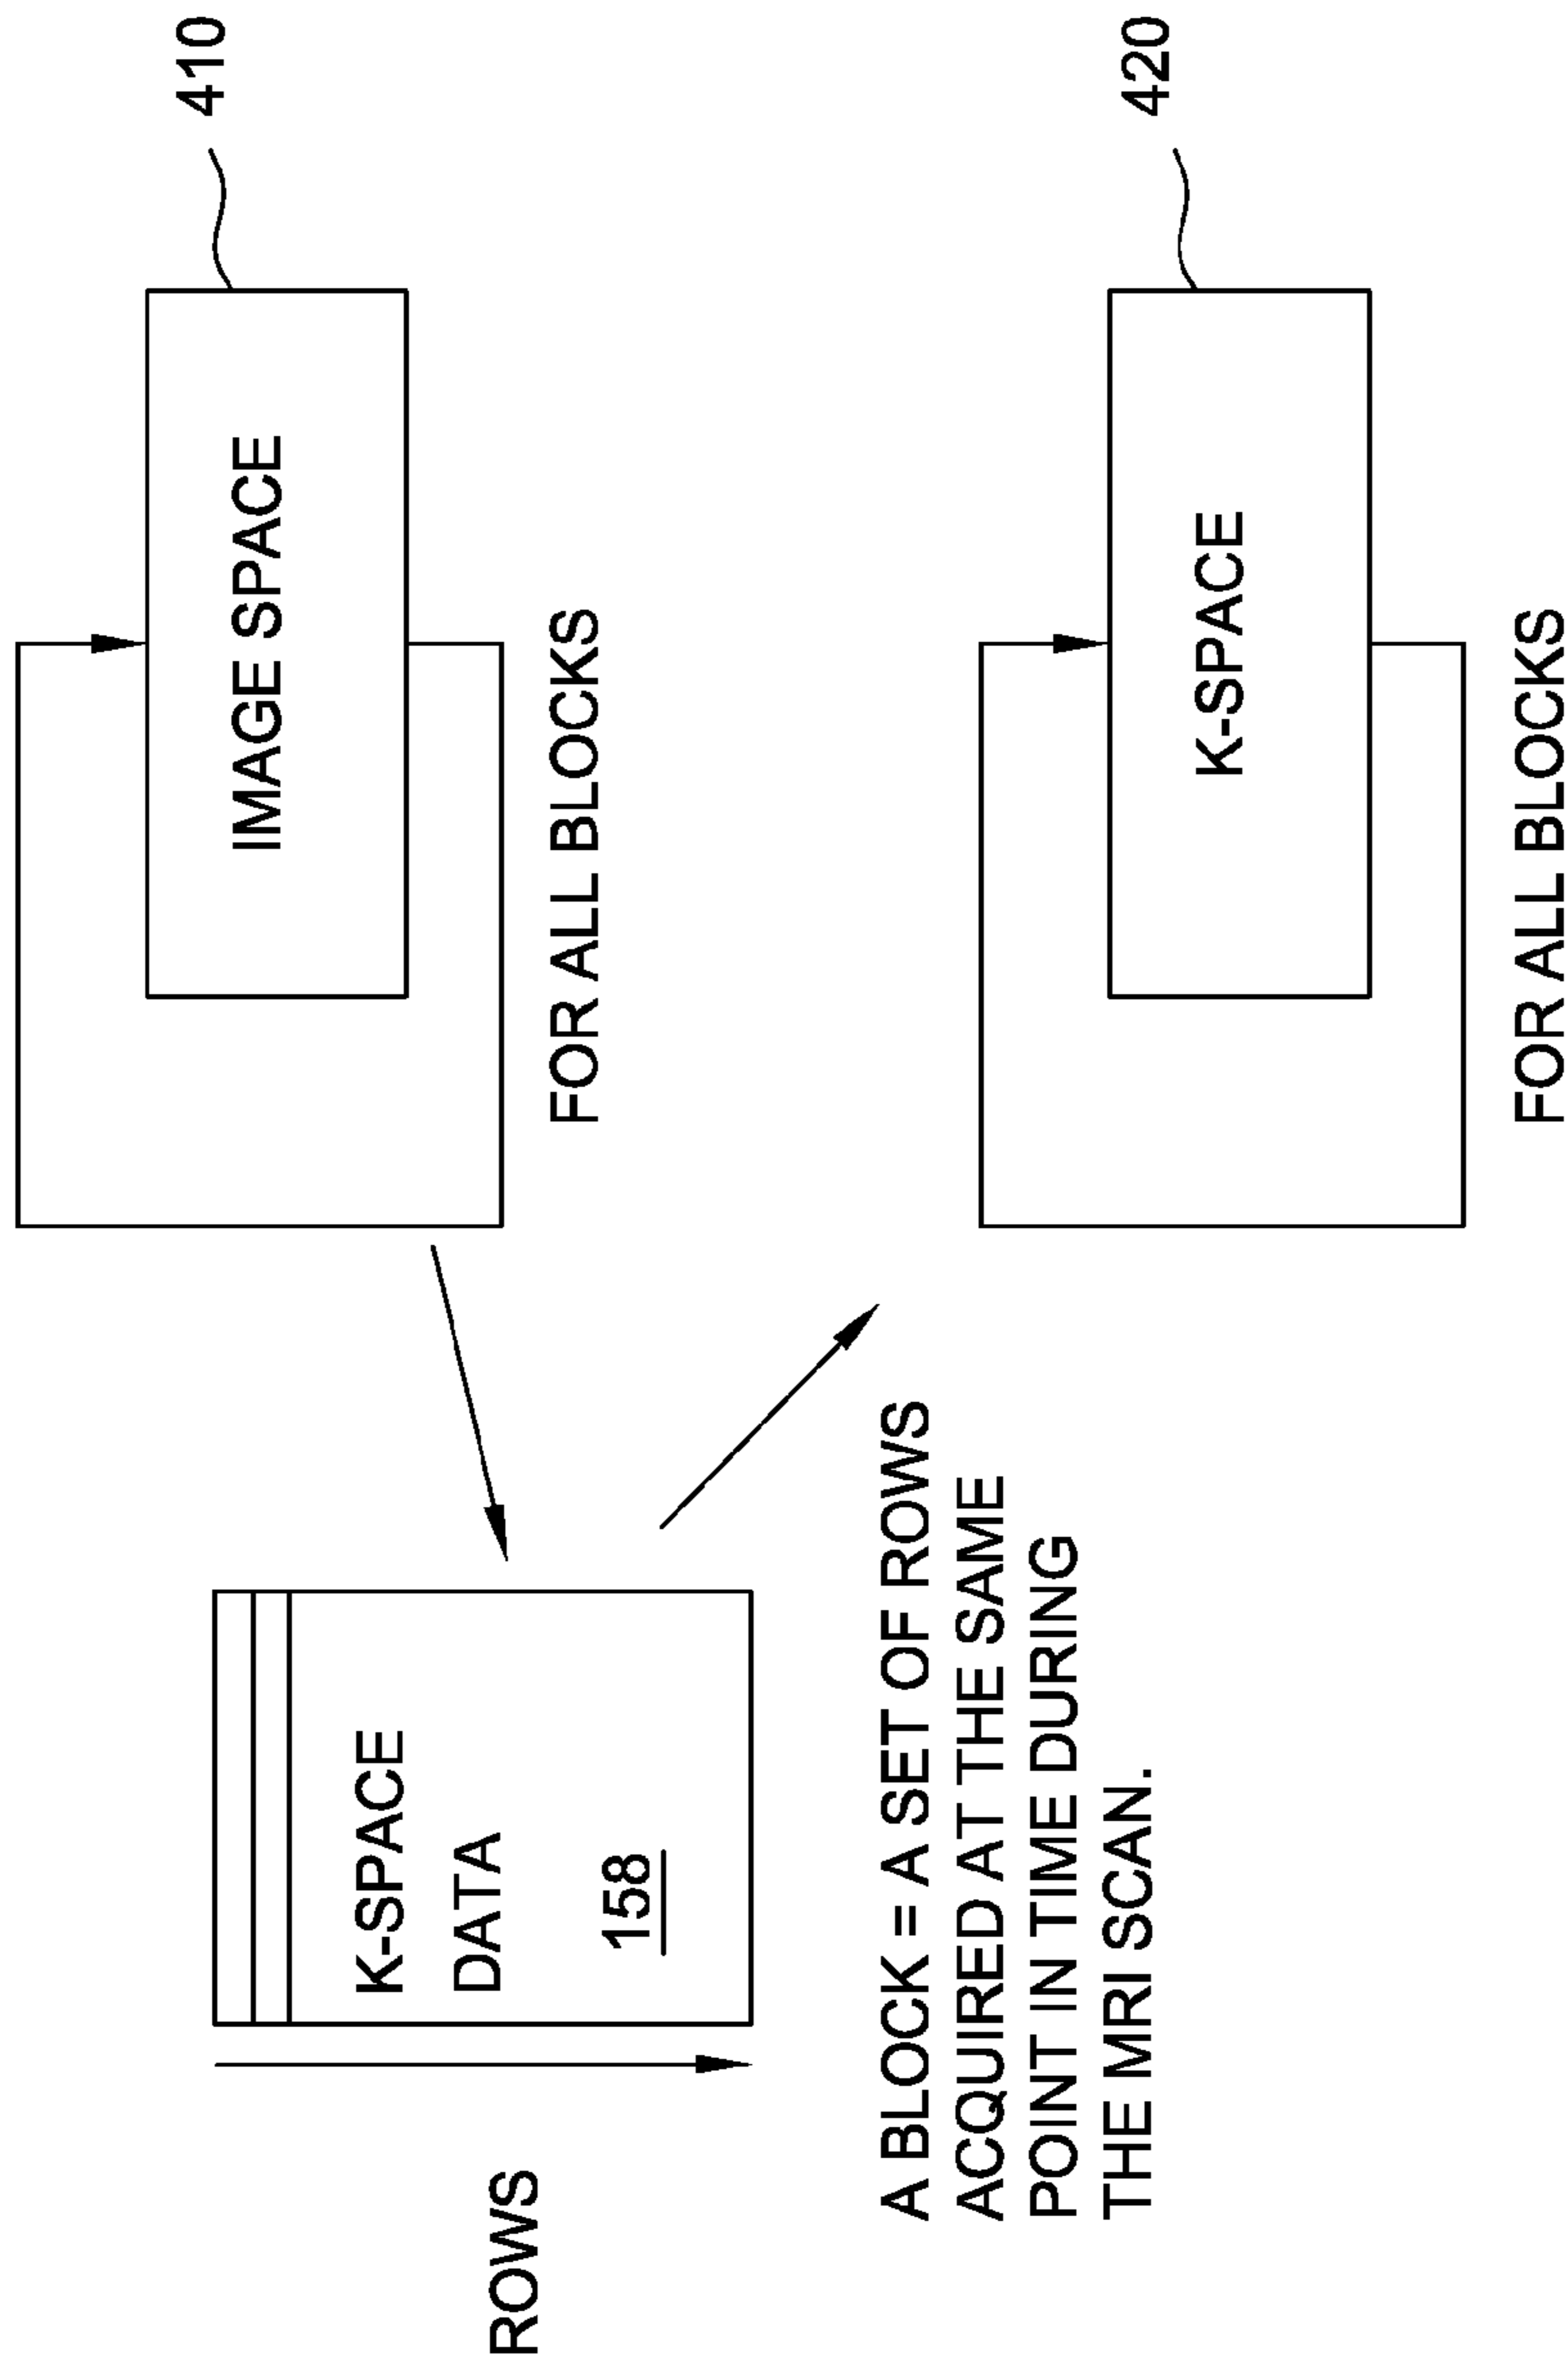 410
IMAGE SPACE
FOR ALL BLOCKS
ROWS
K-SPACE
DATA
158
A BLOCK = A SET OF ROWS
ACQUIRED AT THE SAME
POINT IN TIME DURING
THE MRI SCAN.
420
K-SPACE
FOR ALL BLOCKS